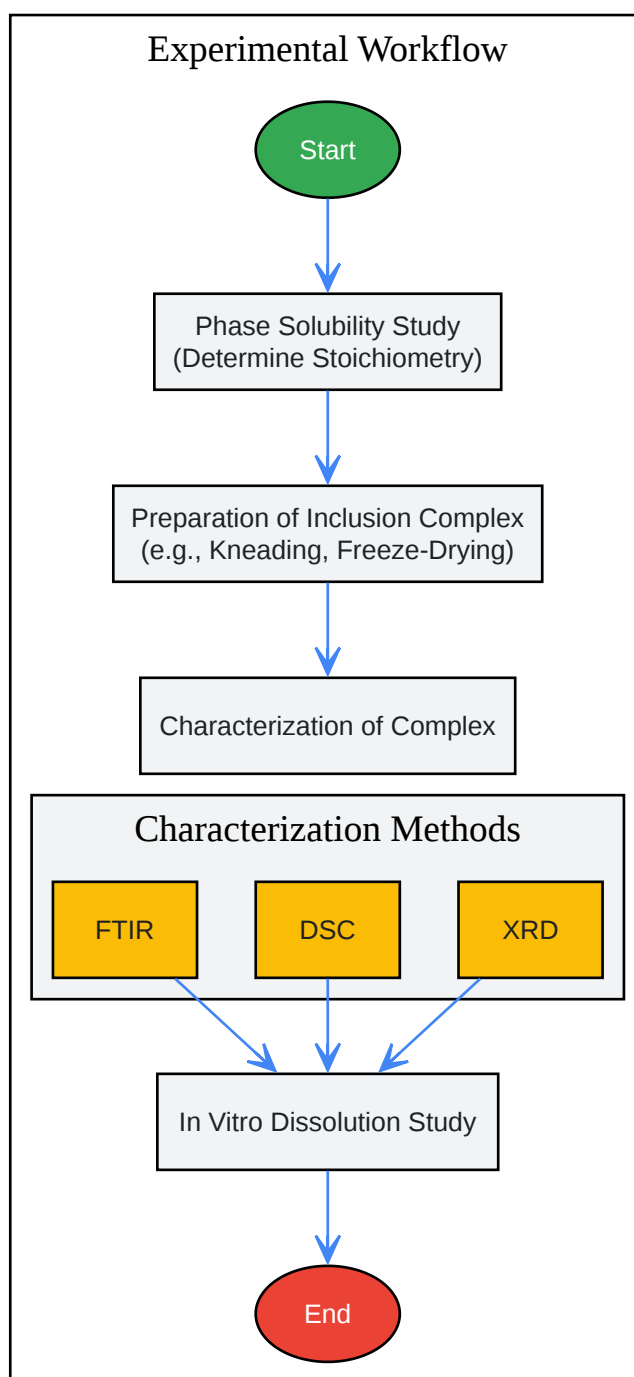 Experimental Workflow
Start
Phase Solubility Study
(Determine Stoichiometry)
Preparation of Inclusion Complex
(e.g., Kneading, Freeze-Drying)
Characterization of Complex
Characterization Methods
FTIR
DSC
XRD
In Vitro Dissolution Study
End